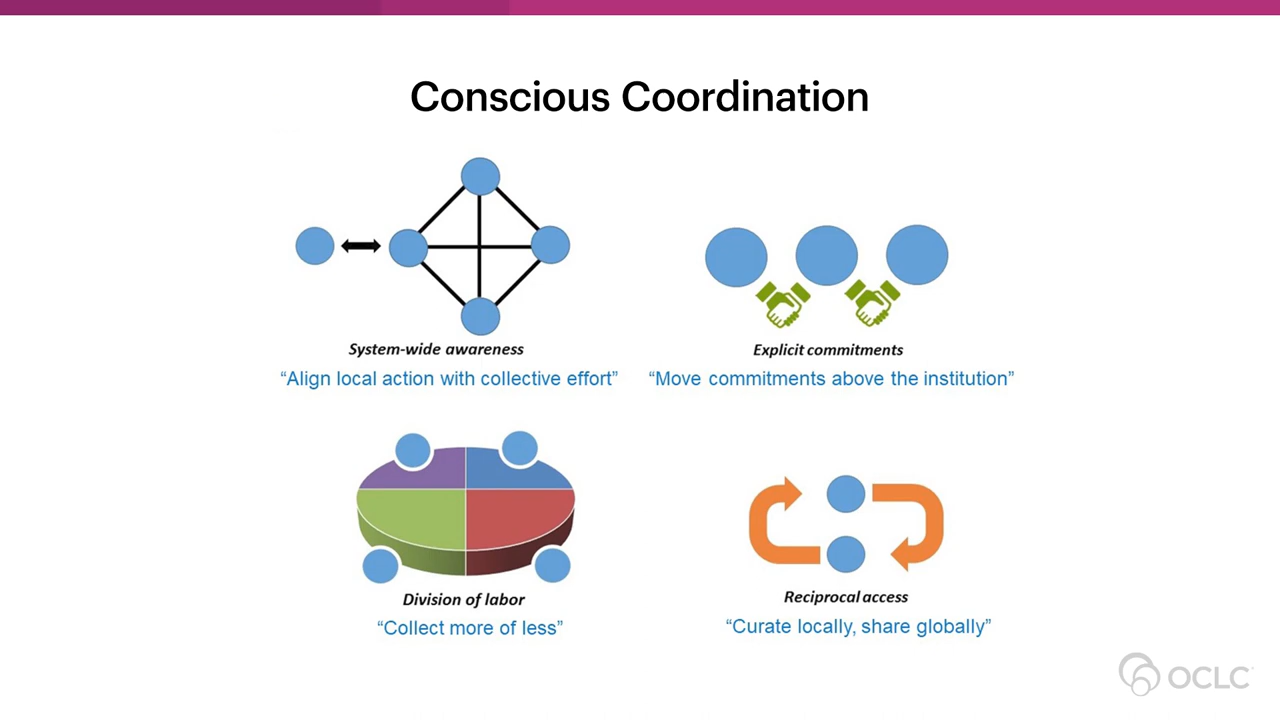 Conscious Coordination
System-wide awareness
“Align local action with collective effort”
Explicit commitments
“Move commitments above the institution”
Division of labor
“Collect more of less”
Reciprocal access
“Curate locally, share globally”
OCLC